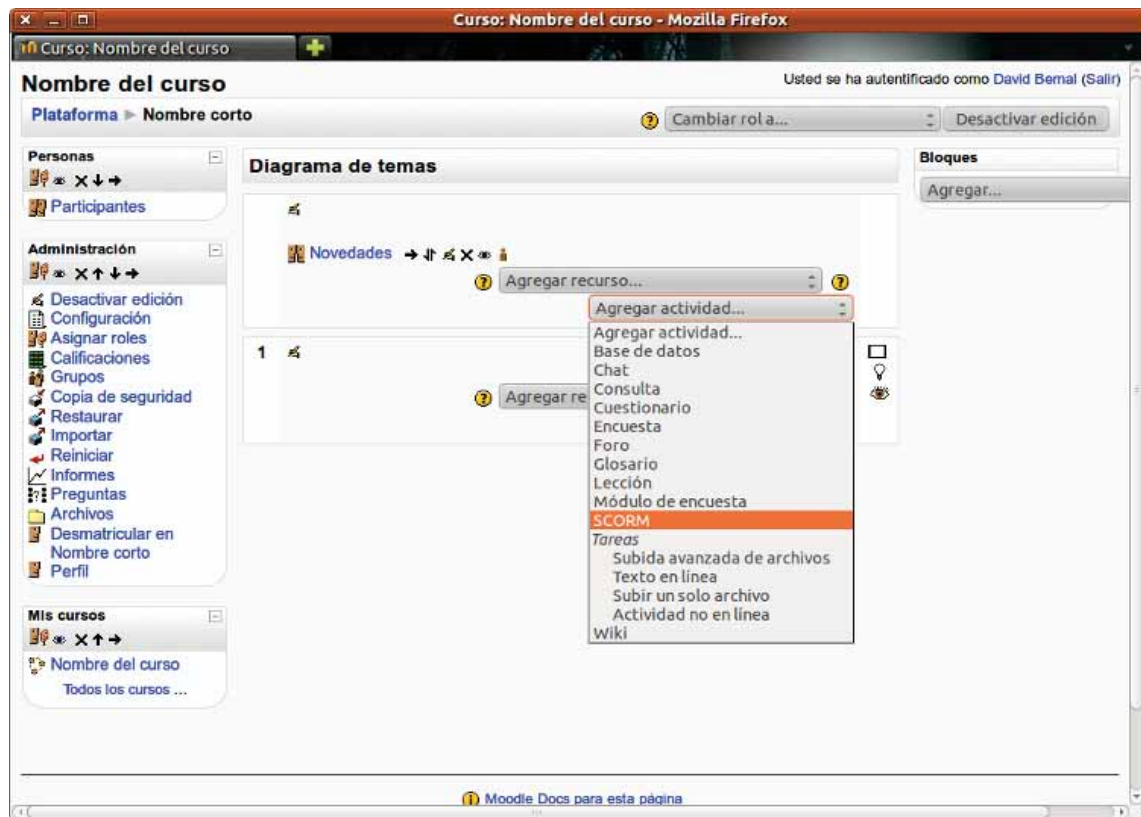 Curso: Nombre del curso - Mozilla Firefox
Curso: Nombre del curso
Nombre del curso
Usted se ha autentificado como David Bernal (Salir)
Plataforma ► Nombre corto
Cambiar rol a...
Desactivar edición
Personas
Participantes
Administración
Desactivar edición
Configuración
Asignar roles
Calificaciones
Grupos
Copia de seguridad
Restaurar
Importar
Reiniciar
Informes
Preguntas
Archivos
Desmatricular en
Nombre corto
Perfil
Mis cursos
Nombre del curso
Todos los cursos ...
Diagrama de temas
Novedades
Agregar recurso...
Agregar actividad...
1
Agregar re
Agregar actividad...
Base de datos
Chat
Consulta
Cuestionario
Encuesta
Foro
Glosario
Lección
Módulo de encuesta
SCORM
Tareas
Subida avanzada de archivos
Texto en línea
Subir un solo archivo
Actividad no en línea
Wiki
Bloques
Agregar...
Moodle Docs para esta página